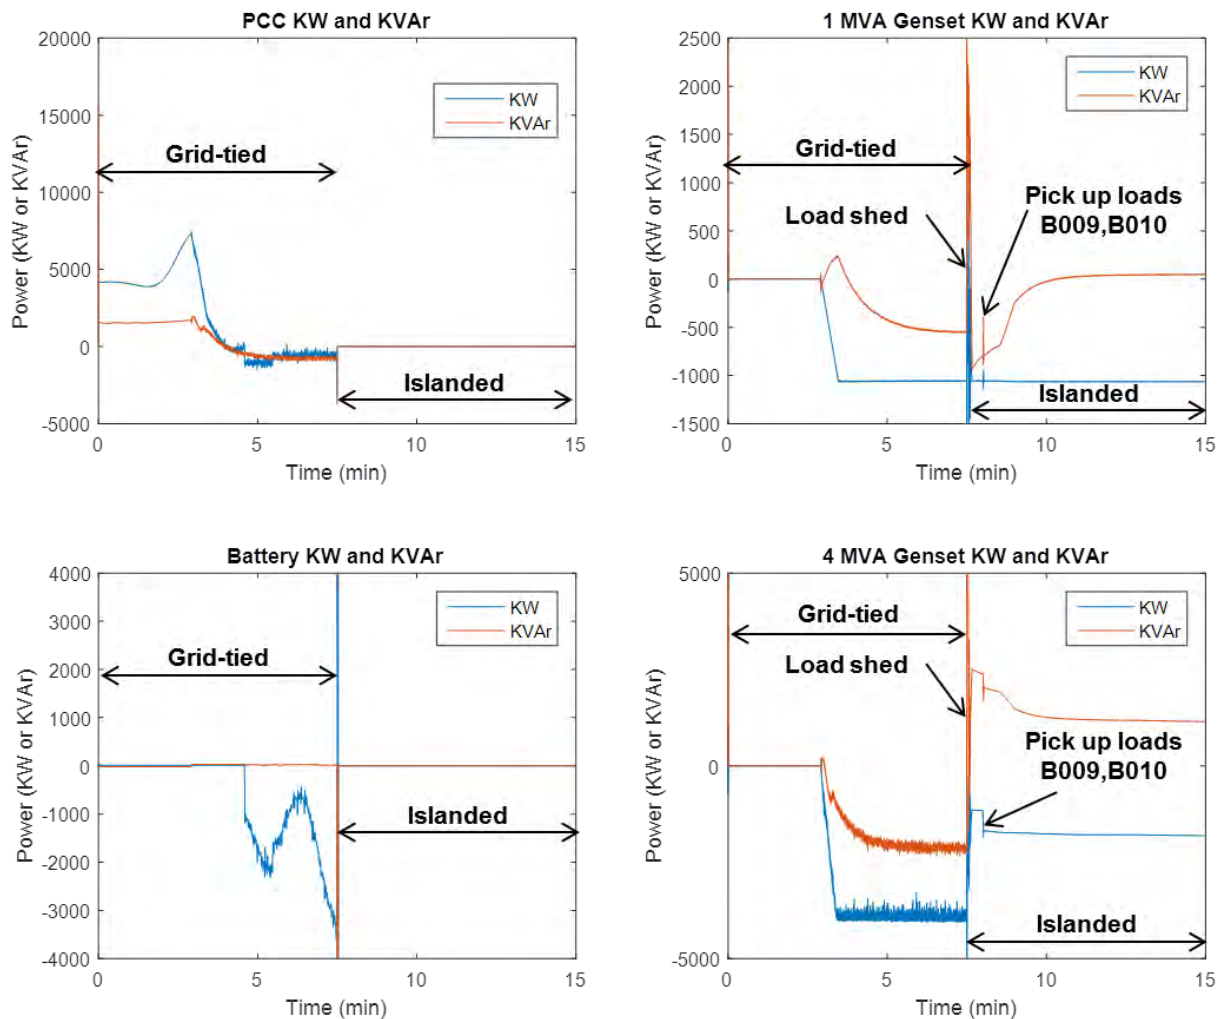 PCC KW and KVAr
20000
15000
10000
5000
0
-5000
Power (KW or KVAr)
KW
KVAr
Grid-tied
Islanded
0
5
10
15
Time (min)
1 MVA Genset KW and KVAr
2500
2000
1500
1000
500
0
-500
-1000
-1500
Power (KW or KVAr)
KW
KVAr
Grid-tied
Load shed
Pick up loads
B009,B010
Islanded
0
5
10
15
Time (min)
Battery KW and KVAr
4000
3000
2000
1000
0
-1000
-2000
-3000
-4000
Power (KW or KVAr)
KW
KVAr
Grid-tied
Islanded
0
5
10
15
Time (min)
4 MVA Genset KW and KVAr
5000
0
-5000
Power (KW or KVAr)
KW
KVAr
Grid-tied
Load shed
Pick up loads
B009,B010
Islanded
0
5
10
15
Time (min)